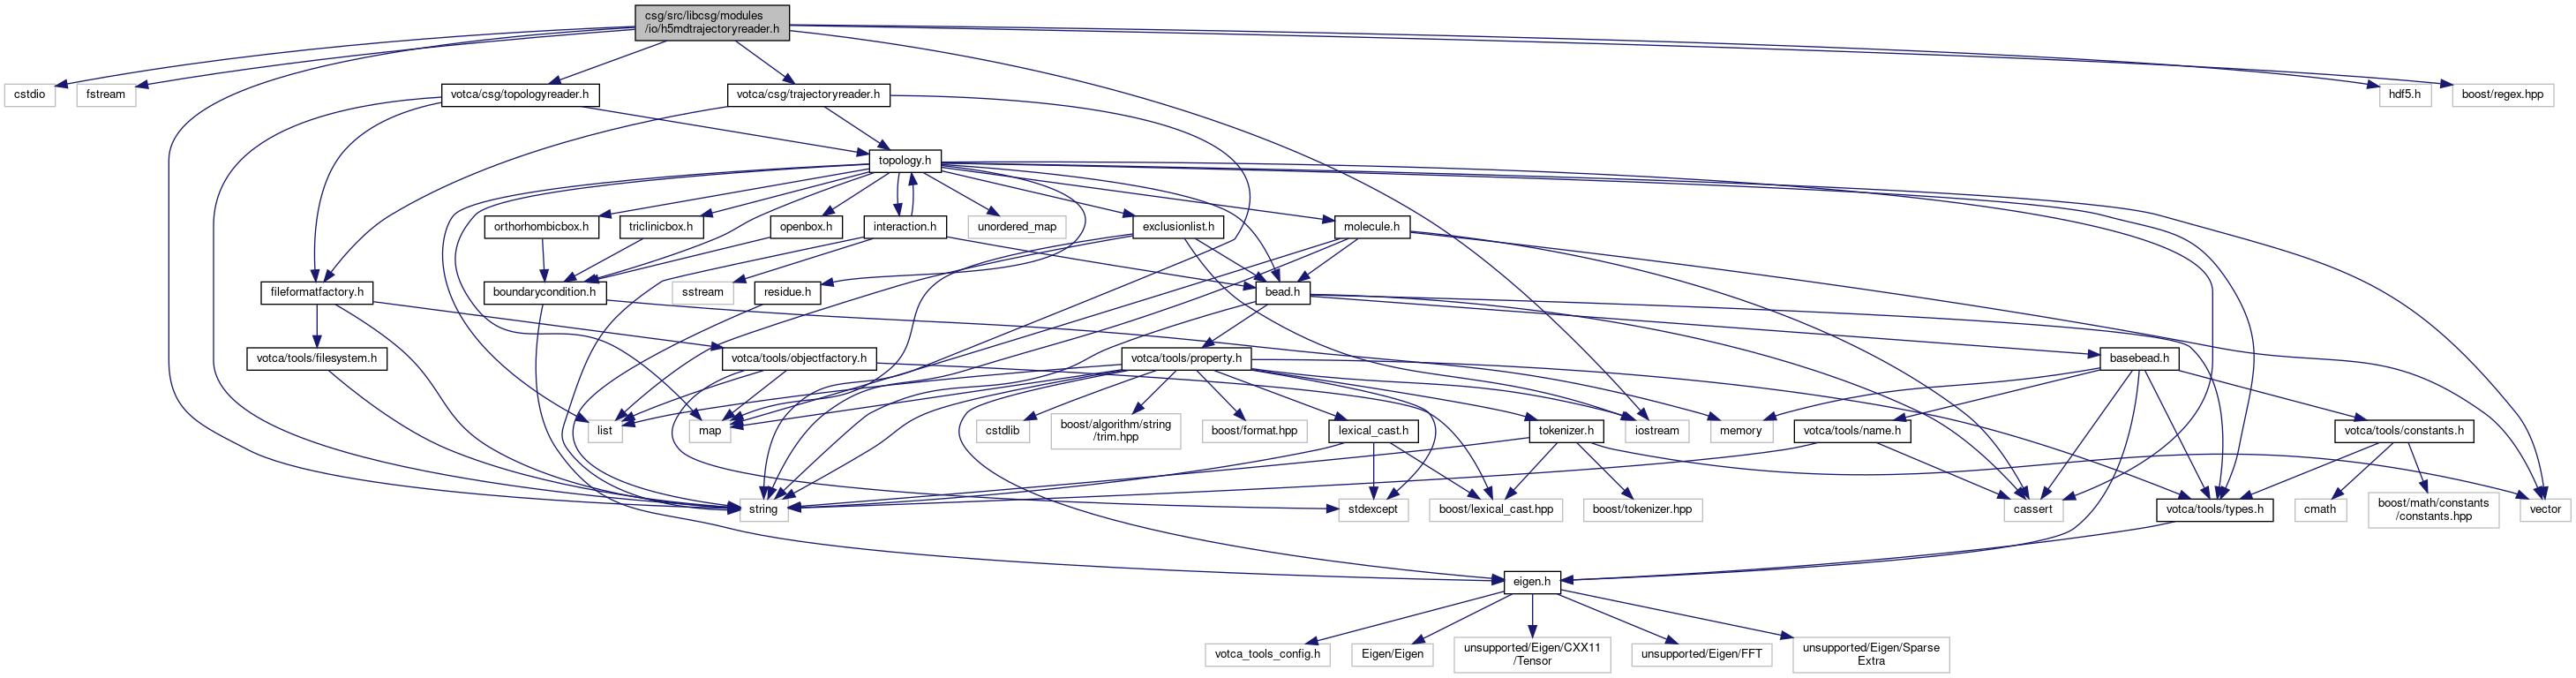 csg/src/libcsg/modules
/io/h5mdtrajectoryreader.h
cstdio
fstream
votca/csg/topologyreader.h
votca/csg/trajectoryreader.h
hdf5.h
boost/regex.hpp
topology.h
orthorhombicbox.h
triclinicbox.h
openbox.h
interaction.h
unordered_map
exclusionlist.h
molecule.h
fileformatfactory.h
boundarycondition.h
sstream
residue.h
bead.h
votca/tools/filesystem.h
votca/tools/objectfactory.h
votca/tools/property.h
basebead.h
list
map
cstdlib
boost/algorithm/string
/trim.hpp
boost/format.hpp
lexical_cast.h
tokenizer.h
iostream
memory
votca/tools/name.h
votca/tools/constants.h
string
stdexcept
boost/lexical_cast.hpp
boost/tokenizer.hpp
cassert
votca/tools/types.h
cmath
boost/math/constants
/constants.hpp
vector
eigen.h
votca_tools_config.h
Eigen/Eigen
unsupported/Eigen/CXX11
/Tensor
unsupported/Eigen/FFT
unsupported/Eigen/Sparse
Extra